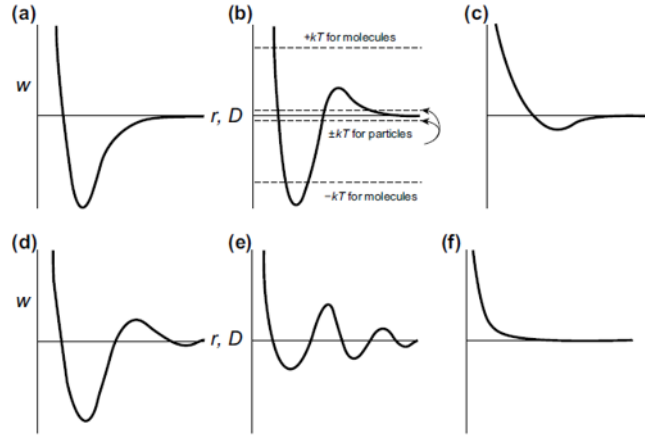 (a)
w
r, D
(b)
+kT for molecules
±kT for particles
−kT for molecules
(c)
(d)
w
r, D
(e)
(f)